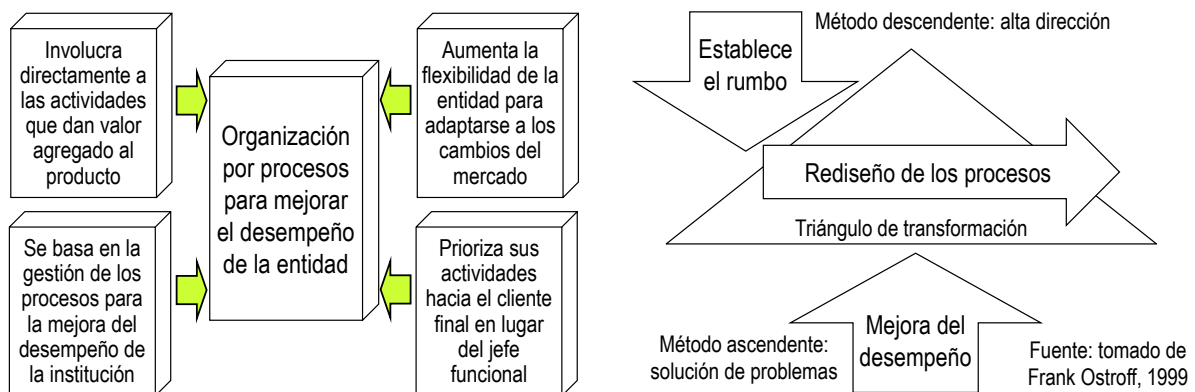 Involucra
directamente a
las actividades
que dan valor
agregado al
producto
Se basa en la
gestión de los
procesos para
la mejora del
desempeño de
la institución
Organización
por procesos
para mejorar
el desempeño
de la entidad
Aumenta la
flexibilidad de la
entidad para
adaptarse a los
cambios del
mercado
Prioriza sus
actividades
hacia el cliente
final en lugar
del jefe
funcional
Método descendente: alta dirección
Establece
el rumbo
Rediseño de los procesos
Triángulo de transformación
Mejora del
desempeño
Método ascendente:
solución de problemas
Fuente: tomado de
Frank Ostroff, 1999